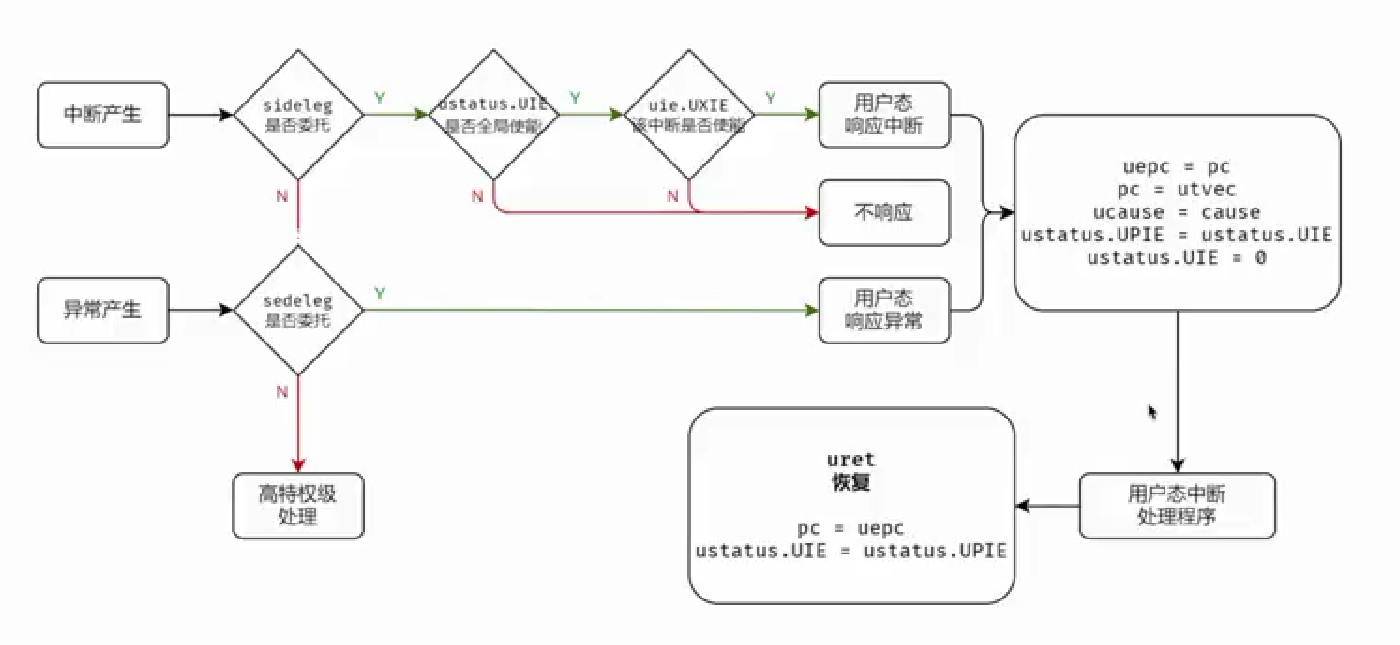 中断产生
sideleg
是否委托
Y
ustatus.UIE
是否全局使能
Y
uie.UXIE
该中断是否使能
Y
用户态
响应中断
N
N
N
不响应
异常产生
sedeleg
是否委托
Y
用户态
响应异常
N
高特权级
处理
uepc = pc
pc = utvec
ucause = cause
ustatus.UPIE = ustatus.UIE
ustatus.UIE = 0
用户态中断
处理程序
uret
恢复
pc = uepc
ustatus.UIE = ustatus.UPIE